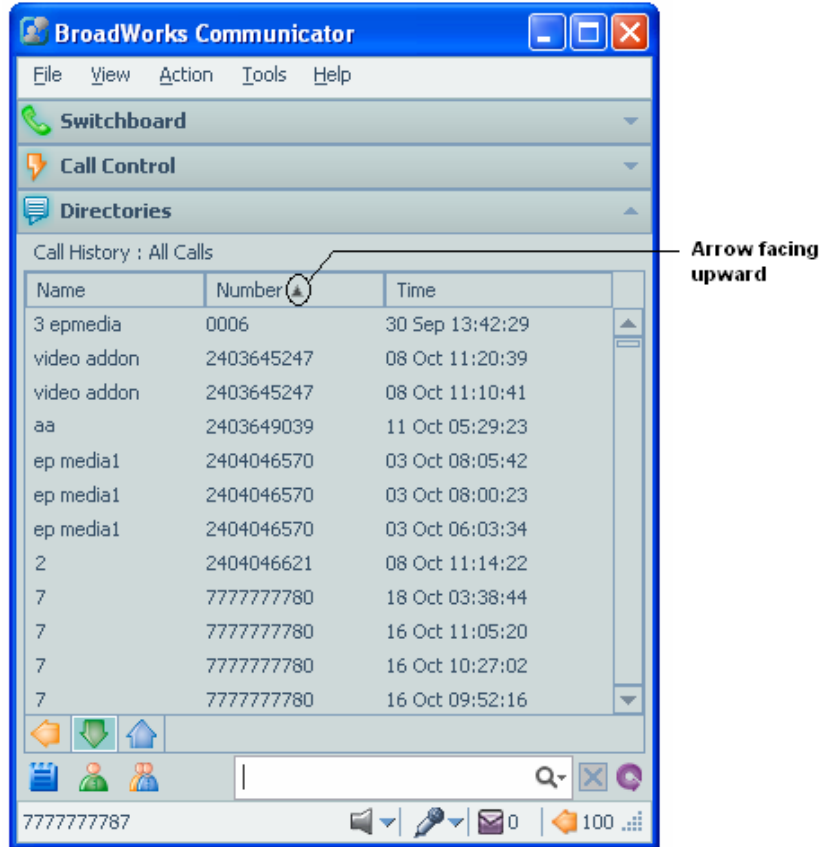 BroadWorks Communicator
File View Action Tools Help
Switchboard
Call Control
Directories
Call History : All Calls
Arrow facing
upward
Name Number Time
3 epmedia 0006 30 Sep 13:42:29
video addon 2403645247 08 Oct 11:20:39
video addon 2403645247 08 Oct 11:10:41
aa 2403649039 11 Oct 05:29:23
ep media1 2404046570 03 Oct 08:05:42
ep media1 2404046570 03 Oct 08:00:23
ep media1 2404046570 03 Oct 06:03:34
2 2404046621 08 Oct 11:14:22
7 7777777780 18 Oct 03:38:44
7 7777777780 16 Oct 11:05:20
7 7777777780 16 Oct 10:27:02
7 7777777780 16 Oct 09:52:16
7777777787 0 100